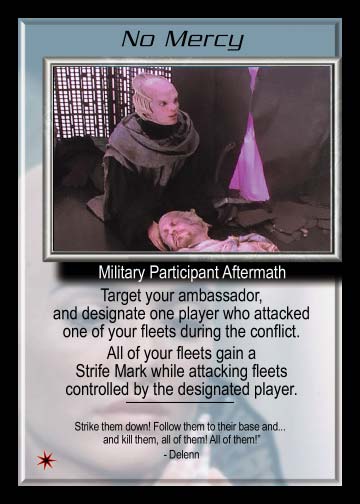 No Mercy
Military Participant Aftermath
Target your ambassador,
and designate one player who attacked
one of your fleets during the conflict.
All of your fleets gain a
Strife Mark while attacking fleets
controlled by the designated player.
Strike them down! Follow them to their base and...
and kill them, all of them! All of them!"
- Delenn